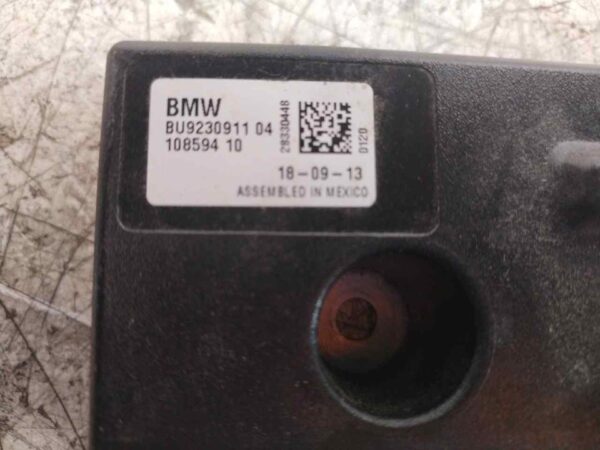 BMW
BU9230911 04
108594 10
28330448
0120
18-09-13
ASSEMBLED IN MEXICO